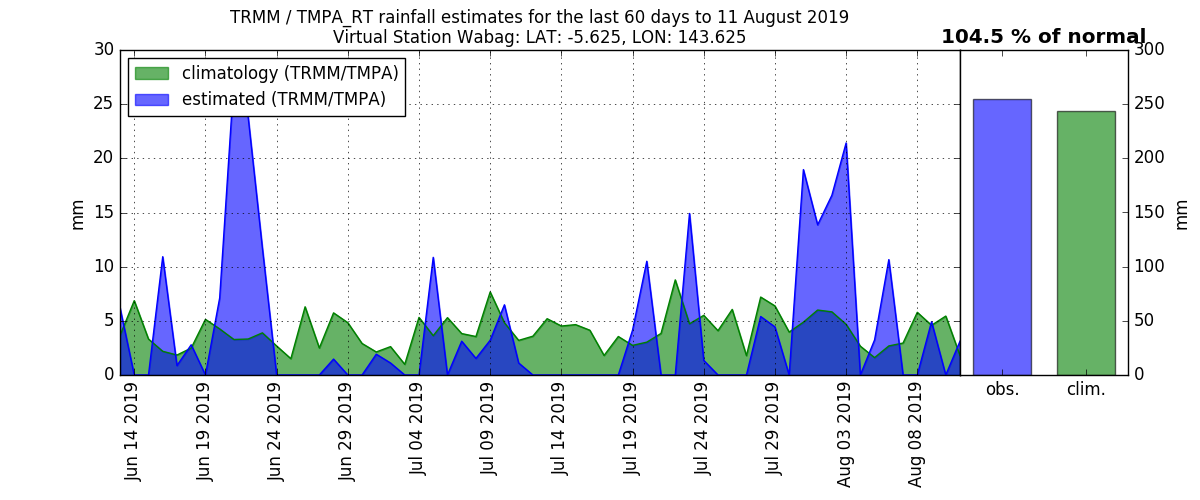 TRMM / TMPA_RT rainfall estimates for the last 60 days to 11 August 2019
Virtual Station Wabag: LAT: -5.625, LON: 143.625
104.5 % of normal
climatology (TRMM/TMPA)
estimated (TRMM/TMPA)
30
25
20
15
10
5
0
mm
Jun 14 2019
Jun 19 2019
Jun 24 2019
Jun 29 2019
Jul 04 2019
Jul 09 2019
Jul 14 2019
Jul 19 2019
Jul 24 2019
Jul 29 2019
Aug 03 2019
Aug 08 2019
obs.
clim.
300
250
200
150
100
50
0
mm